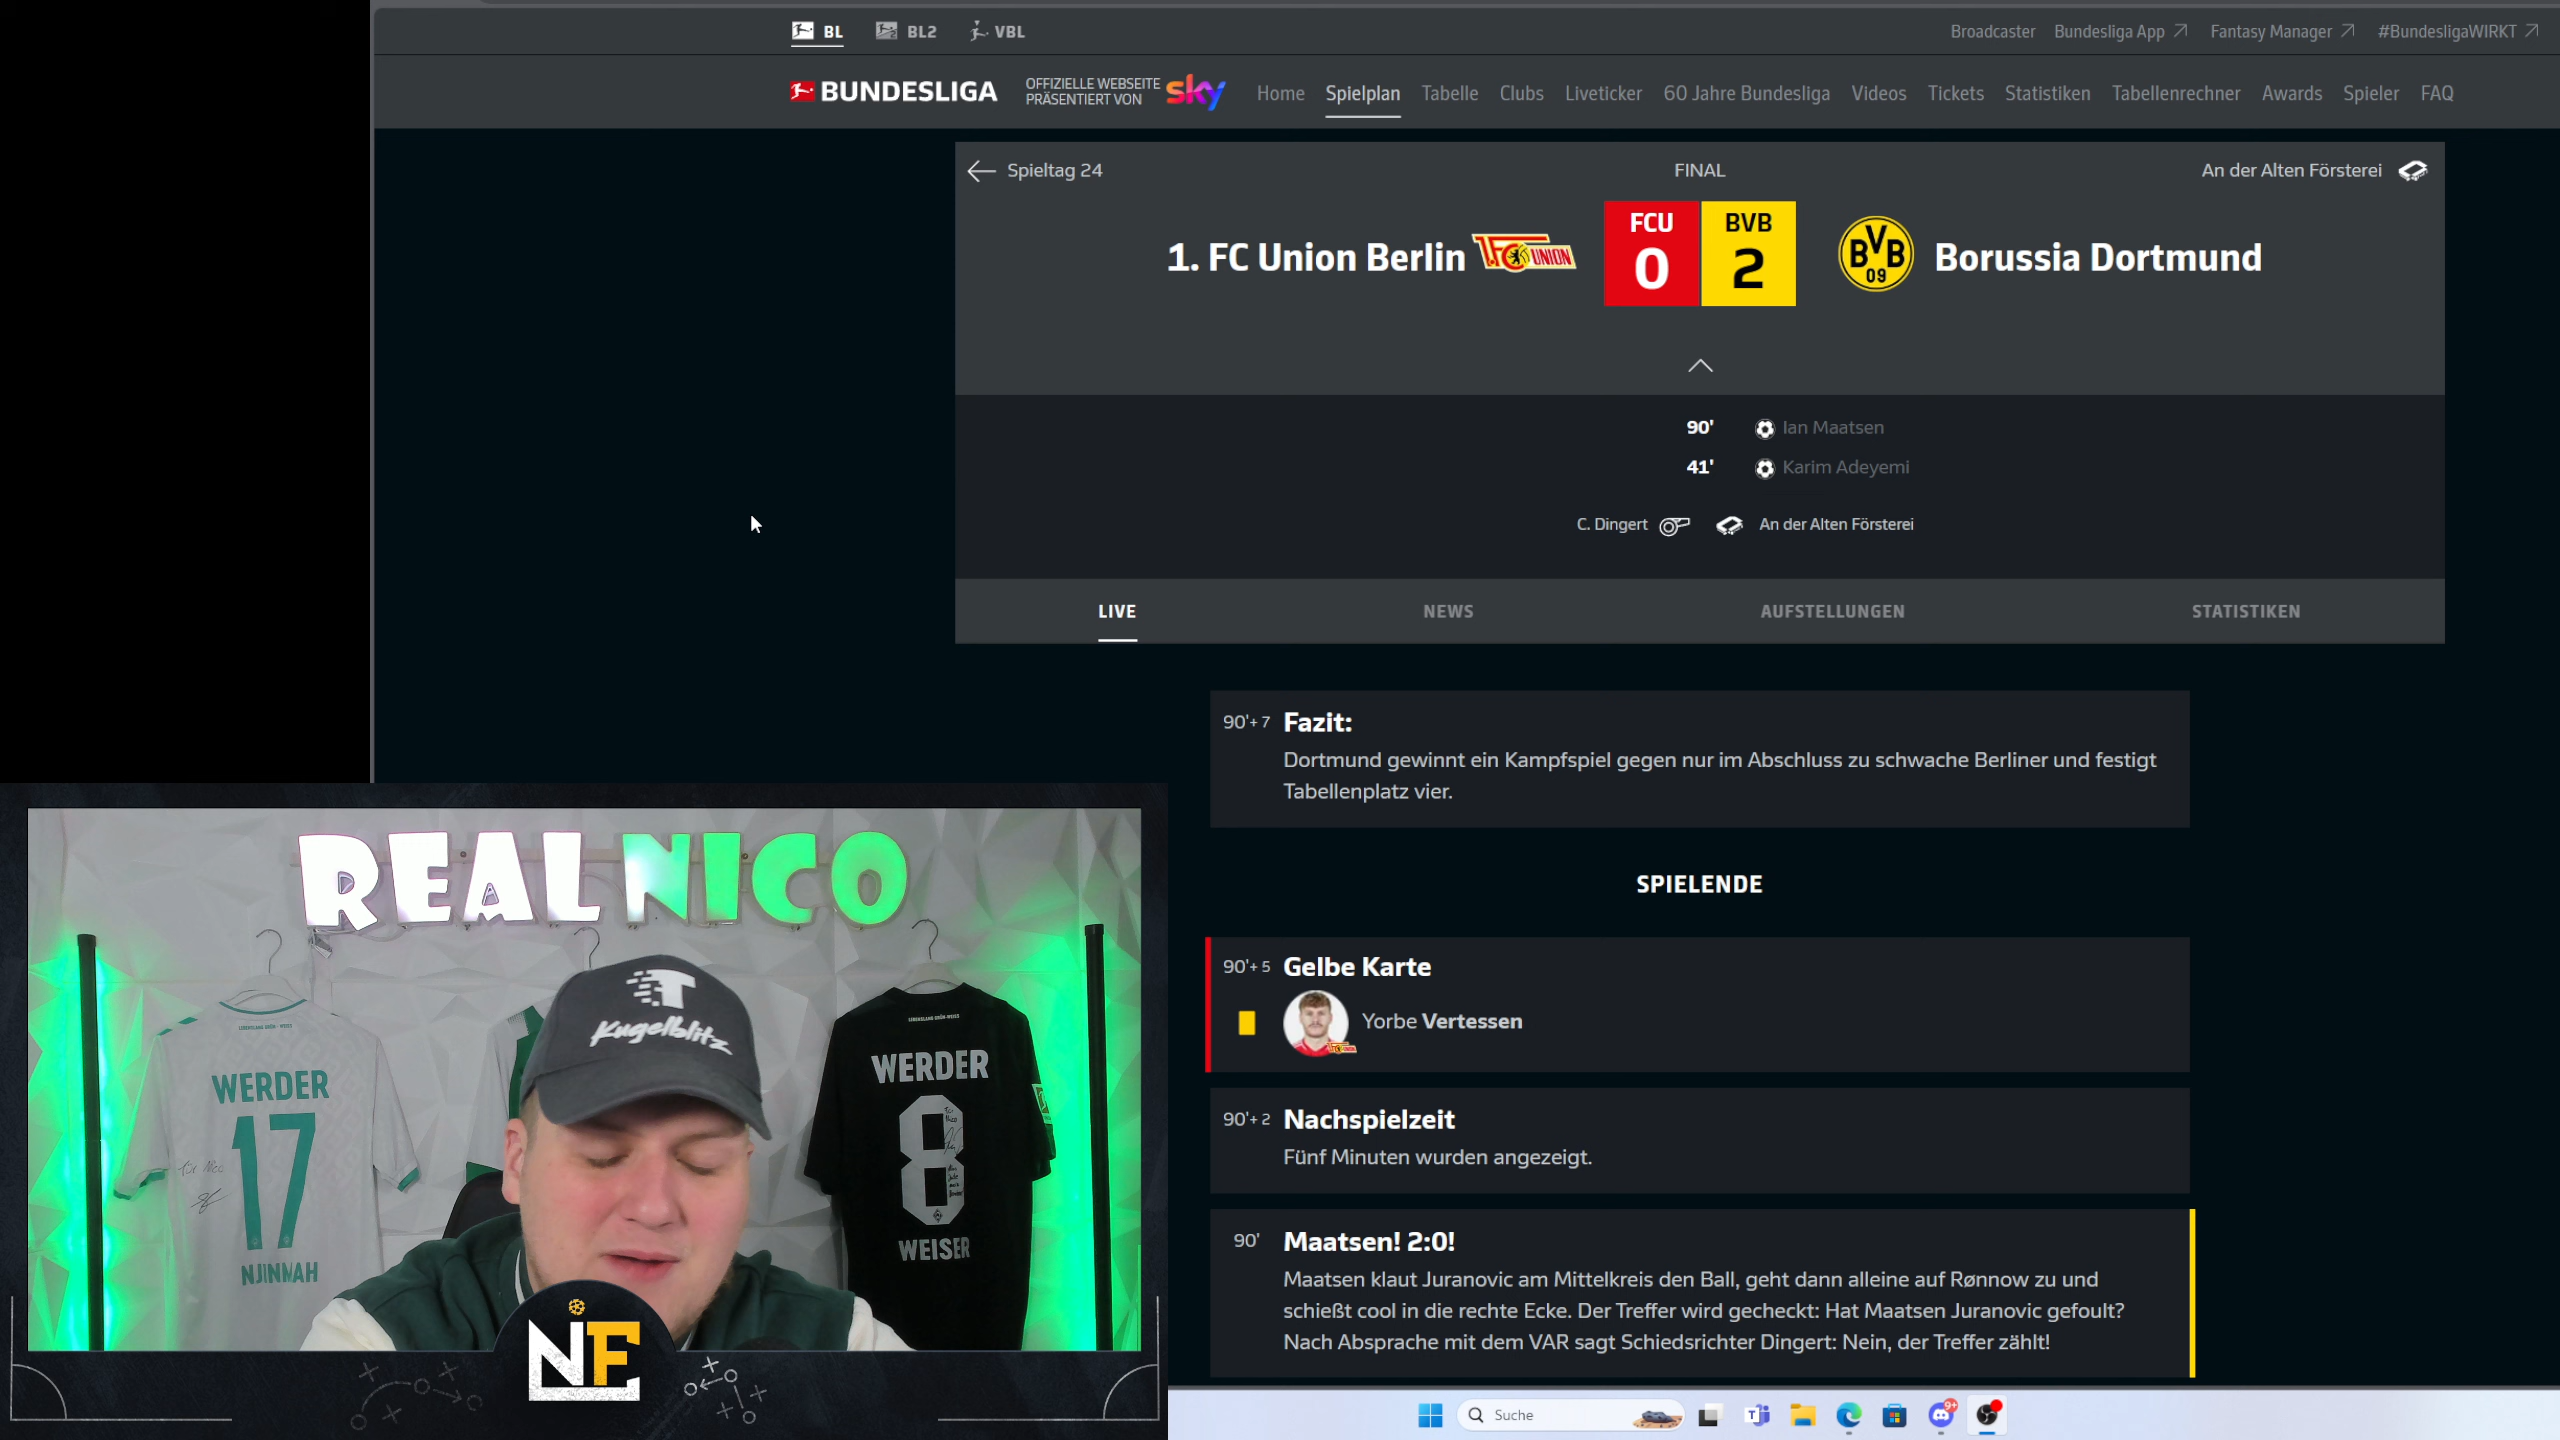 BL BL2 VBL
Broadcaster Bundesliga App Fantasy Manager #BundesligaWIRKT
BUNDESLIGA
OFFIZIELLE WEBSEITE
PRÄSENTIERT VON
sky
Home Spielplan Tabelle Clubs Liveticker 60 Jahre Bundesliga Videos Tickets Statistiken Tabellenrechner Awards Spieler FAQ
Spieltag 24
FINAL
An der Alten Försterei
1. FC Union Berlin
FC UNION
FCU BVB
0 2
BVB
09
Borussia Dortmund
90' Ian Maatsen
41' Karim Adeyemi
C. Dingert An der Alten Försterei
LIVE NEWS AUFSTELLUNGEN STATISTIKEN
90'+ 7 Fazit:
Dortmund gewinnt ein Kampfspiel gegen nur im Abschluss zu schwache Berliner und festigt
Tabellenplatz vier.
SPIELENDE
90'+ 5 Gelbe Karte
Yorbe Vertessen
90'+ 2 Nachspielzeit
Fünf Minuten wurden angezeigt.
90' Maatsen! 2:0!
Maatsen klaut Juranovic am Mittelkreis den Ball, geht dann alleine auf Rønnow zu und
schießt cool in die rechte Ecke. Der Treffer wird gecheckt: Hat Maatsen Juranovic gefoult?
Nach Absprache mit dem VAR sagt Schiedsrichter Dingert: Nein, der Treffer zählt!
REALNICO
WERDER
17
NJINMAH
T
Kugelblitz
WERDER
8
WEISER
NF
Suche
9+